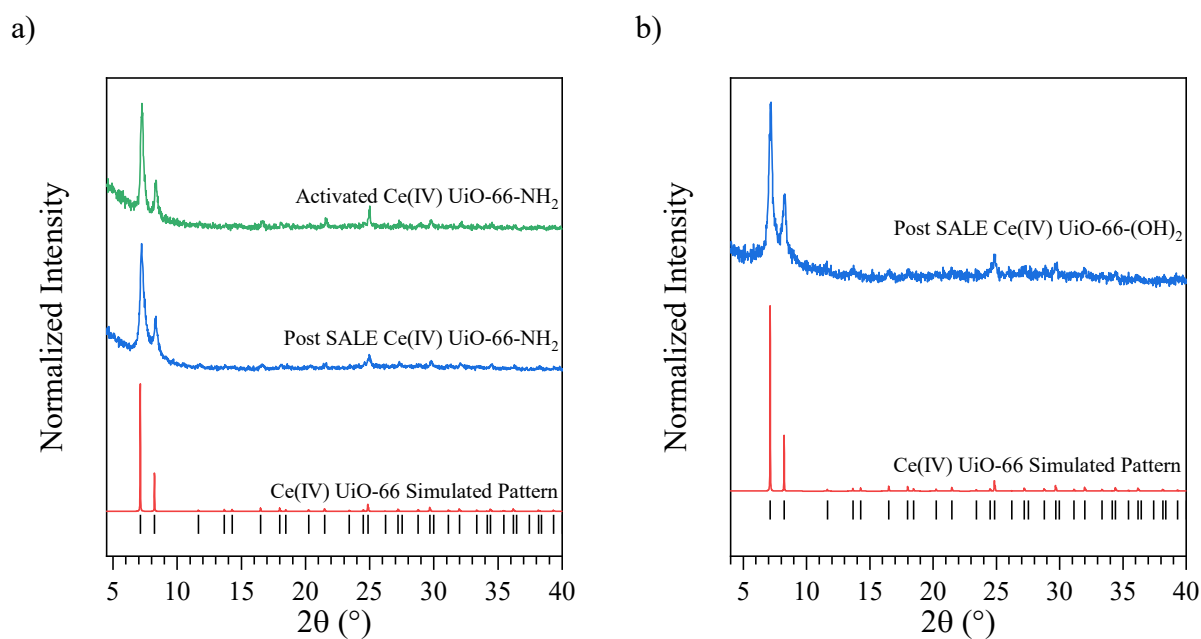 a)
Normalized Intensity
Activated Ce(IV) UiO-66-NH₂
Post SALE Ce(IV) UiO-66-NH₂
Ce(IV) UiO-66 Simulated Pattern
5 10 15 20 25 30 35 40
2θ (°)
b)
Normalized Intensity
Post SALE Ce(IV) UiO-66-(OH)₂
Ce(IV) UiO-66 Simulated Pattern
5 10 15 20 25 30 35 40
2θ (°)